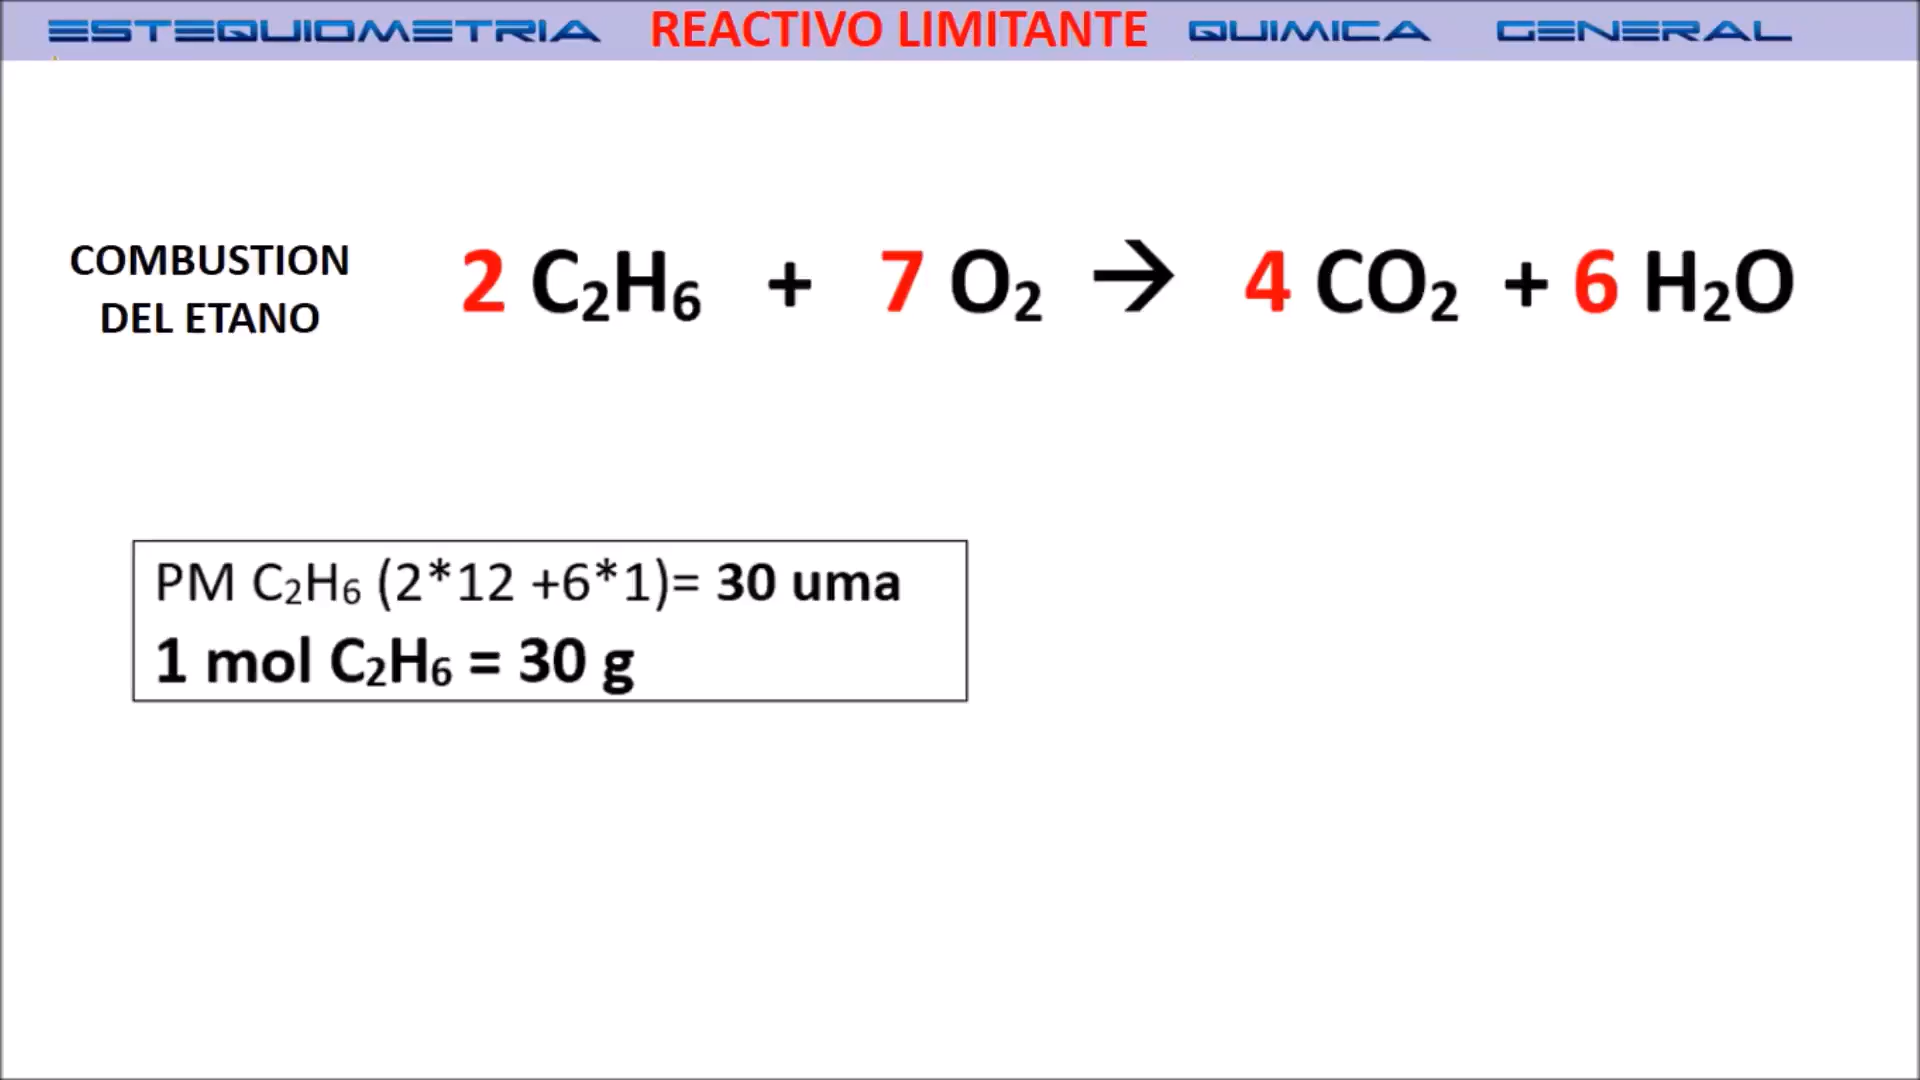 ESTEQUIOMETRIA REACTIVO LIMITANTE QUIMICA GENERAL
COMBUSTION
DEL ETANO
2 C₂H₆ + 7 O₂ → 4 CO₂ + 6 H₂O
PM C₂H₆ (2*12 +6*1)= 30 uma
1 mol C₂H₆ = 30 g